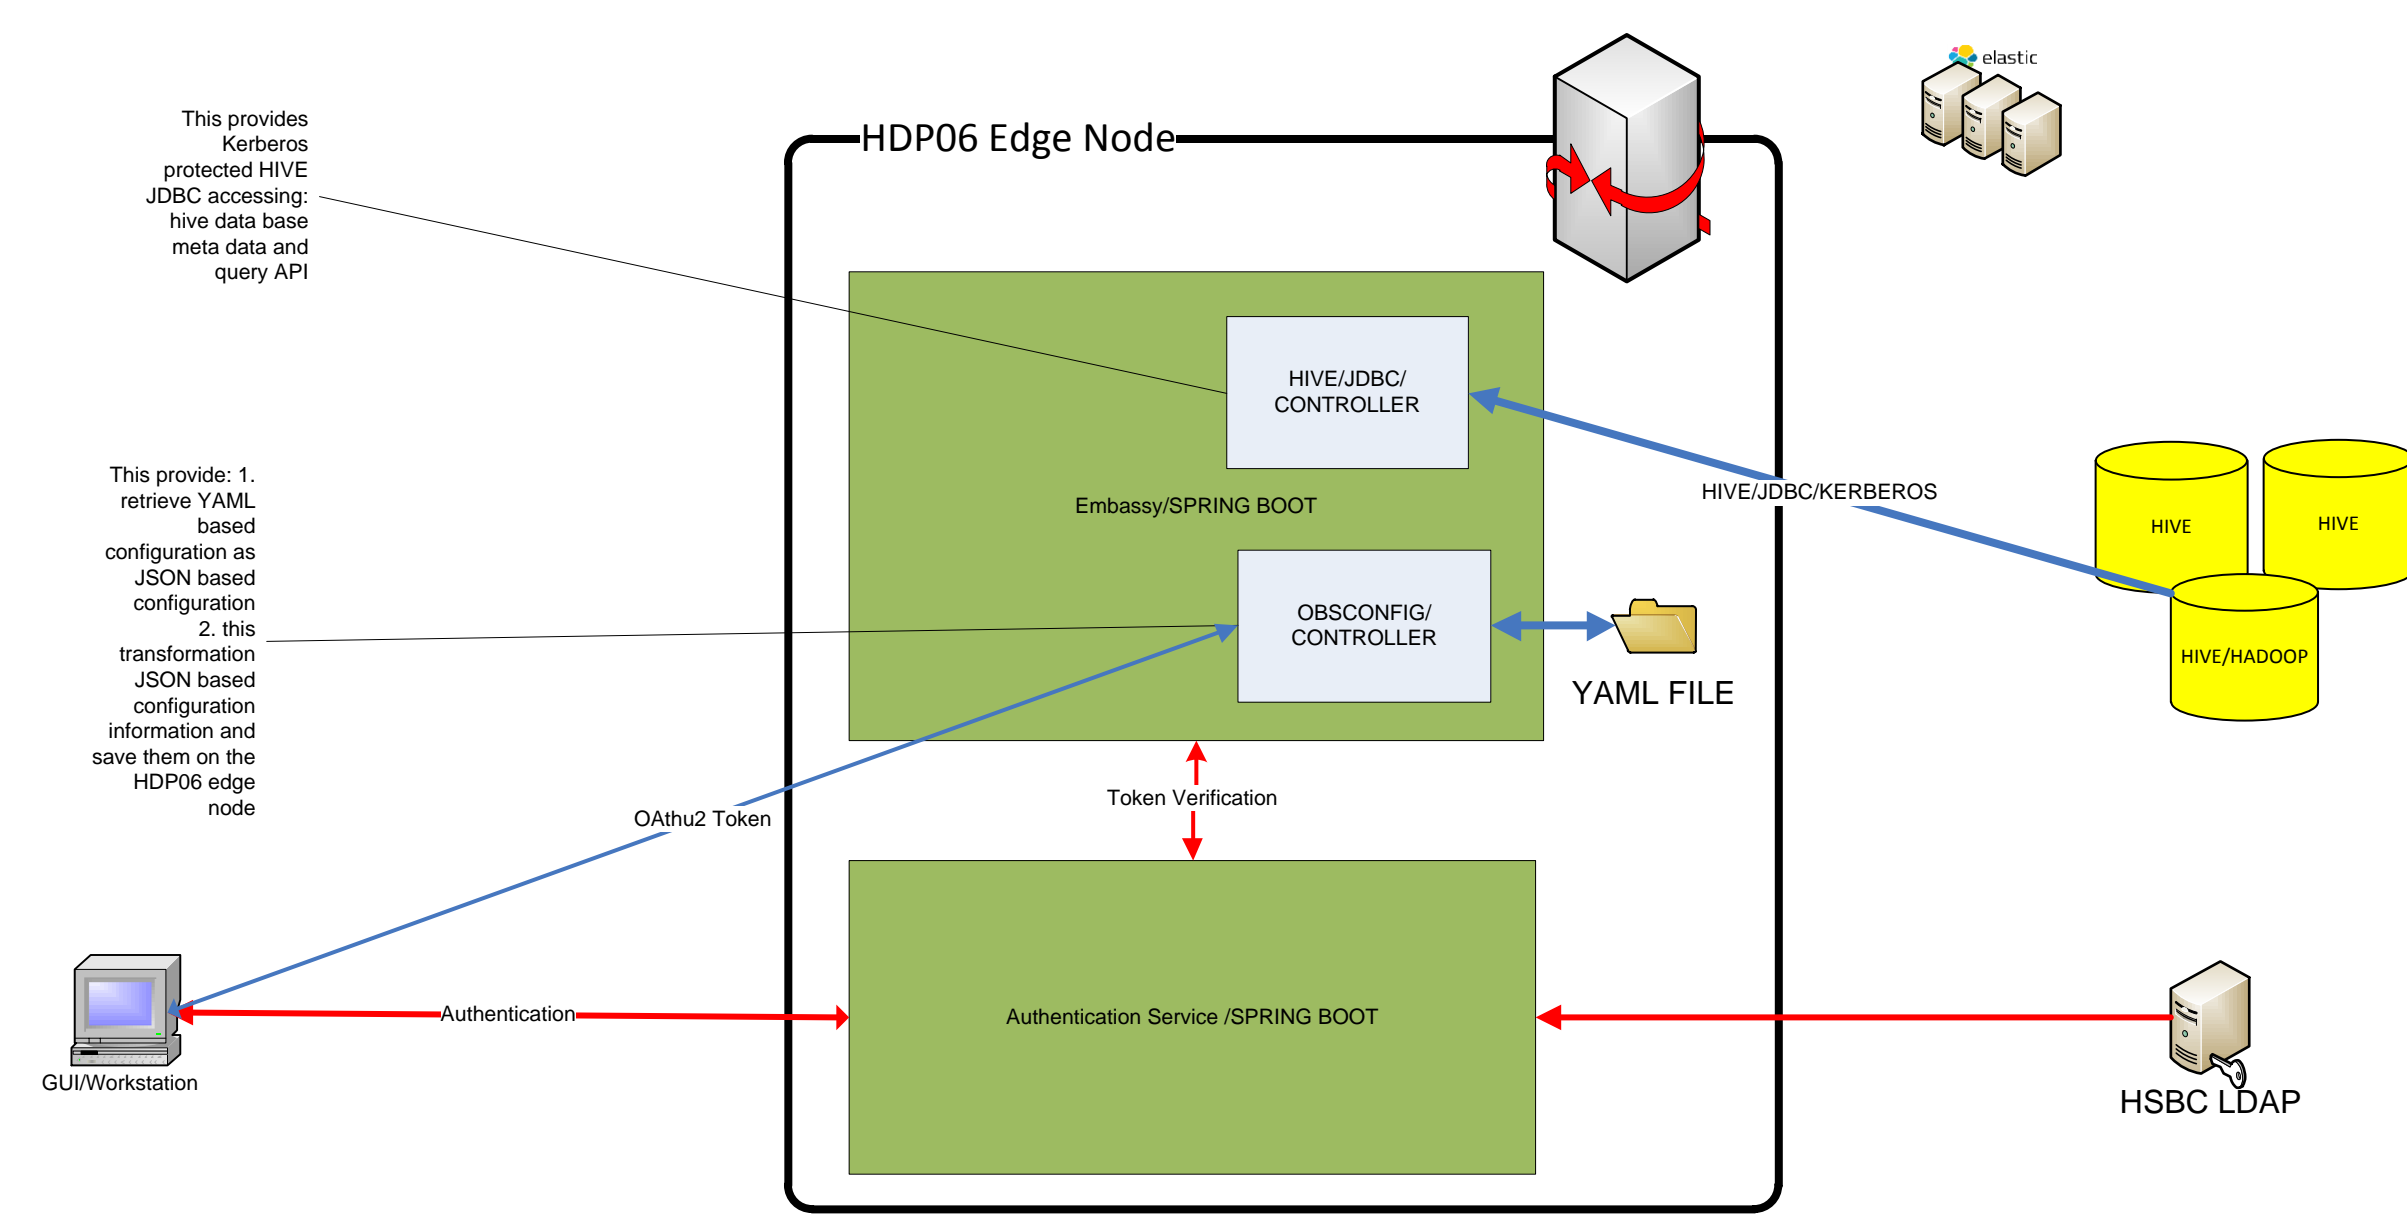 elastic
HDP06 Edge Node
This provides
Kerberos
protected HIVE
JDBC accessing:
hive data base
meta data and
query API
HIVE/JDBC/
CONTROLLER
HIVE/JDBC/KERBEROS
Embassy/SPRING BOOT
HIVE
HIVE
HIVE/HADOOP
This provide: 1.
retrieve YAML
based
configuration as
JSON based
configuration
2. this
transformation
JSON based
configuration
information and
save them on the
HDP06 edge
node
OBSCONFIG/
CONTROLLER
YAML FILE
Token Verification
OAthu2 Token
Authentication
Authentication Service /SPRING BOOT
GUI/Workstation
HSBC LDAP